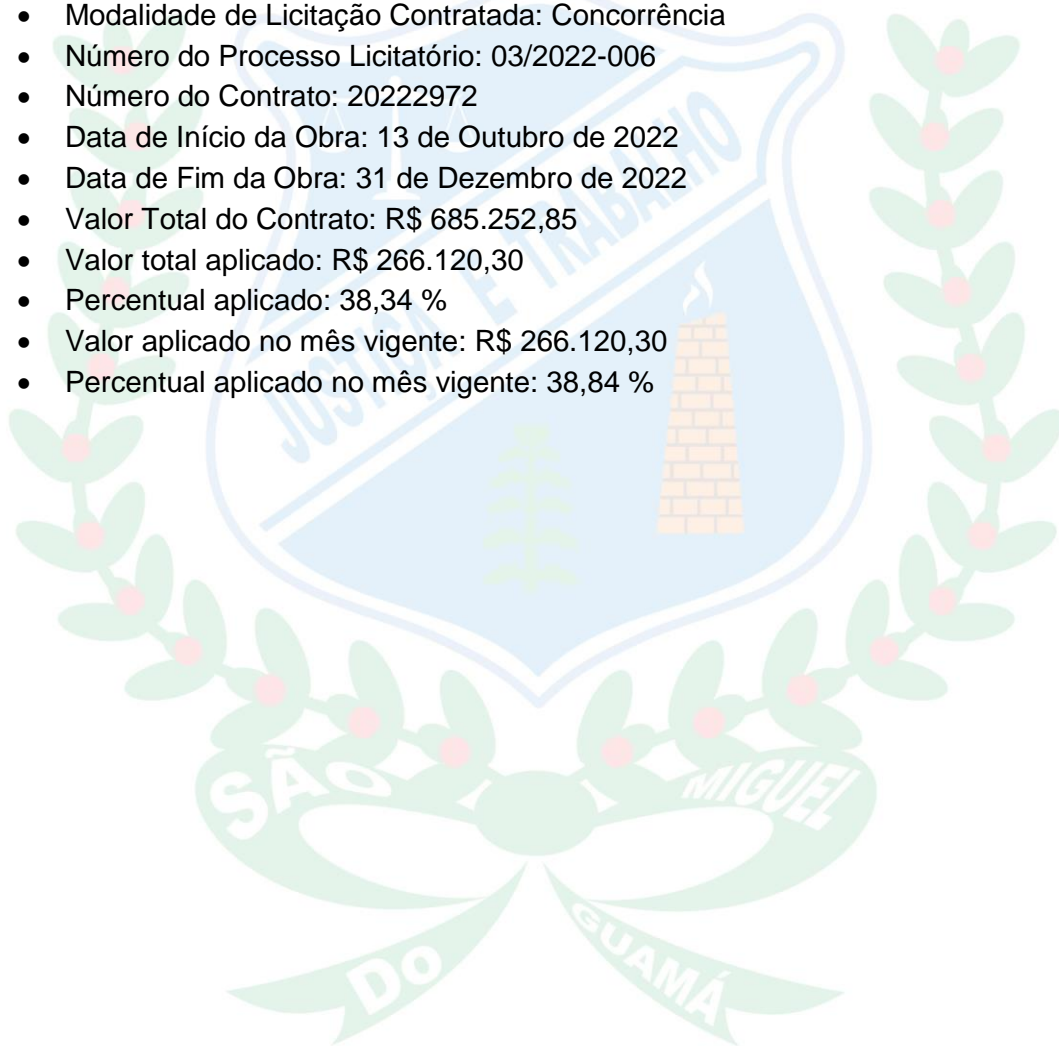 • Modalidade de Licitação Contratada: Concorrência
• Número do Processo Licitatório: 03/2022-006
• Número do Contrato: 20222972
• Data de Início da Obra: 13 de Outubro de 2022
• Data de Fim da Obra: 31 de Dezembro de 2022
• Valor Total do Contrato: R$ 685.252,85
• Valor total aplicado: R$ 266.120,30
• Percentual aplicado: 38,34 %
• Valor aplicado no mês vigente: R$ 266.120,30
• Percentual aplicado no mês vigente: 38,84 %
JUSTIÇA E TRABALHO
SÃO MIGUEL
DO GUAMÁ